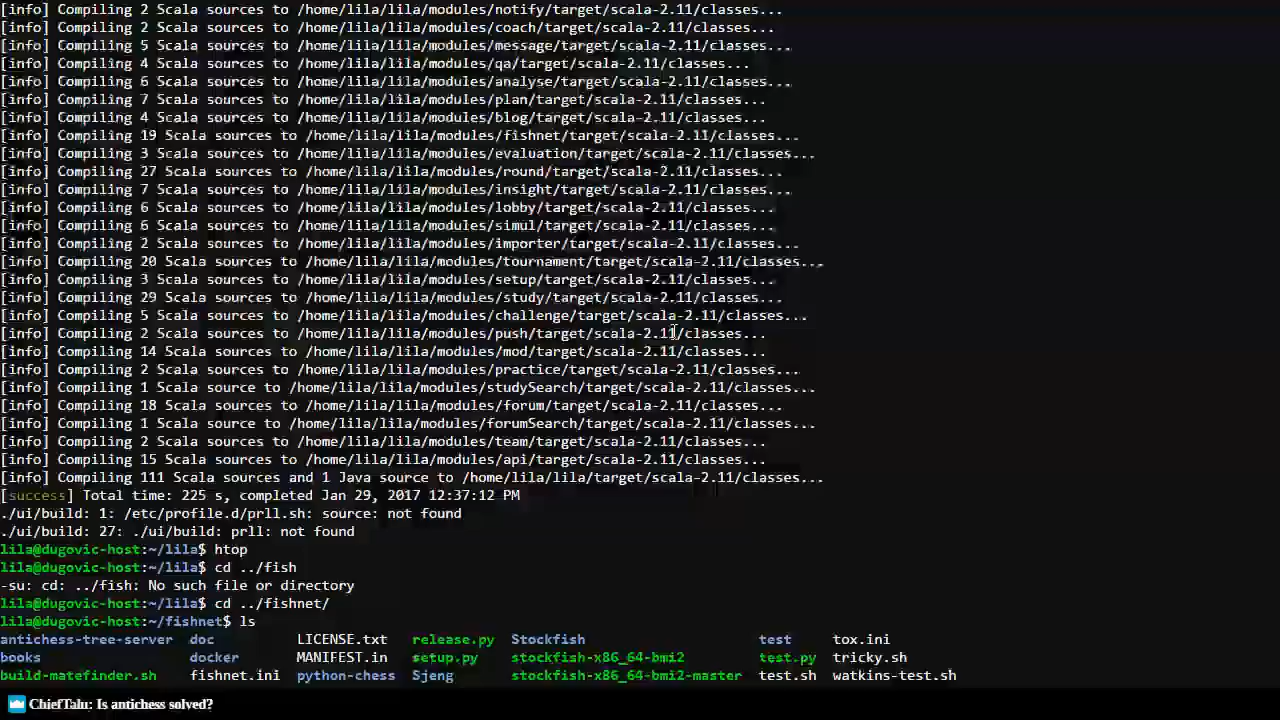 [info] Compiling 2 Scala sources to /home/lila/lila/modules/notify/target/scala-2.11/classes...
[info] Compiling 2 Scala sources to /home/lila/lila/modules/coach/target/scala-2.11/classes...
[info] Compiling 5 Scala sources to /home/lila/lila/modules/message/target/scala-2.11/classes...
[info] Compiling 4 Scala sources to /home/lila/lila/modules/qa/target/scala-2.11/classes...
[info] Compiling 6 Scala sources to /home/lila/lila/modules/analyse/target/scala-2.11/classes...
[info] Compiling 7 Scala sources to /home/lila/lila/modules/plan/target/scala-2.11/classes...
[info] Compiling 4 Scala sources to /home/lila/lila/modules/blog/target/scala-2.11/classes...
[info] Compiling 19 Scala sources to /home/lila/lila/modules/fishnet/target/scala-2.11/classes...
[info] Compiling 3 Scala sources to /home/lila/lila/modules/evaluation/target/scala-2.11/classes...
[info] Compiling 27 Scala sources to /home/lila/lila/modules/round/target/scala-2.11/classes...
[info] Compiling 7 Scala sources to /home/lila/lila/modules/insight/target/scala-2.11/classes...
[info] Compiling 6 Scala sources to /home/lila/lila/modules/lobby/target/scala-2.11/classes...
[info] Compiling 6 Scala sources to /home/lila/lila/modules/simul/target/scala-2.11/classes...
[info] Compiling 2 Scala sources to /home/lila/lila/modules/importer/target/scala-2.11/classes...
[info] Compiling 20 Scala sources to /home/lila/lila/modules/tournament/target/scala-2.11/classes...
[info] Compiling 3 Scala sources to /home/lila/lila/modules/setup/target/scala-2.11/classes...
[info] Compiling 29 Scala sources to /home/lila/lila/modules/study/target/scala-2.11/classes...
[info] Compiling 5 Scala sources to /home/lila/lila/modules/challenge/target/scala-2.11/classes...
[info] Compiling 2 Scala sources to /home/lila/lila/modules/push/target/scala-2.11/classes...
[info] Compiling 14 Scala sources to /home/lila/lila/modules/mod/target/scala-2.11/classes...
[info] Compiling 2 Scala sources to /home/lila/lila/modules/practice/target/scala-2.11/classes...
[info] Compiling 1 Scala source to /home/lila/lila/modules/studySearch/target/scala-2.11/classes...
[info] Compiling 18 Scala sources to /home/lila/lila/modules/forum/target/scala-2.11/classes...
[info] Compiling 1 Scala source to /home/lila/lila/modules/forumSearch/target/scala-2.11/classes...
[info] Compiling 2 Scala sources to /home/lila/lila/modules/team/target/scala-2.11/classes...
[info] Compiling 15 Scala sources to /home/lila/lila/modules/api/target/scala-2.11/classes...
[info] Compiling 111 Scala sources and 1 Java source to /home/lila/lila/target/scala-2.11/classes...
[success] Total time: 225 s, completed Jan 29, 2017 12:37:12 PM
./ui/build: 1: /etc/profile.d/prll.sh: source: not found
./ui/build: 27: ./ui/build: prll: not found
lila@dugovic-host:~/lila$ htop
lila@dugovic-host:~/lila$ cd ../fish
-su: cd: ../fish: No such file or directory
lila@dugovic-host:~/lila$ cd ../fishnet/
lila@dugovic-host:~/fishnet$ ls
antichess-tree-server doc LICENSE.txt release.py Stockfish test tox.ini
books docker MANIFEST.in setup.py stockfish-x86_64-bmi2 test.py tricky.sh
build-matefinder.sh fishnet.ini python-chess Sjeng stockfish-x86_64-bmi2-master test.sh watkins-test.sh
ChiefTalu: Is antichess solved?